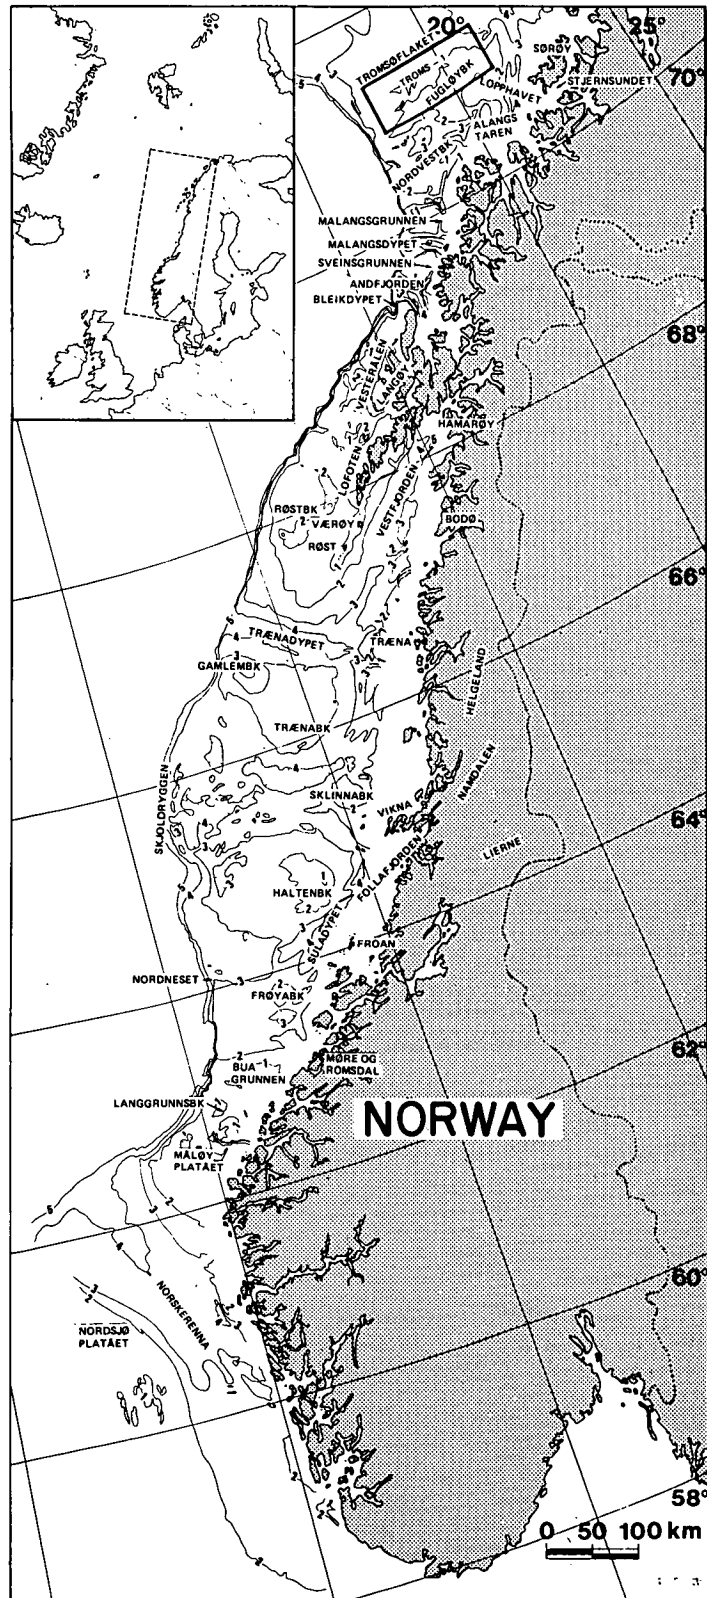 20°
25°
TROMSØFLAKET
TROMS
FUGLØYBK
SØRØY
STJERNSUNDET
70°
LOPPHAVET
ALANGS
TAREN
NORDVESTBK
MALANGSGRUNNEN
MALANGSDYPET
SVEINSGRUNNEN
ANDFJORDEN
BLEIKDYPET
68°
VESTERÅLEN
LANGØY
HAMARØY
LOFOTEN
VESTFJORDEN
RØSTBK
VÆRØY
RØST
BODØ
66°
TRÆNADYPET
TRÆNA
GAMLEMBK
HELGELAND
TRÆNABK
SKLINNABK
SKJOLDRYGGEN
VIKNA
NAMDALEN
64°
LIERNE
FOLLAFJORDEN
HALTENBK
SULADYPET
FROAN
NORDNESET
FRØYABK
62°
BUA
GRUNNEN
MØRE OG
ROMSDAL
LANGGRUNNSBK
NORWAY
MÅLØY
PLATÅET
60°
NORSKERENNA
NORDSJØ
PLATÅET
58°
0 50 100 km